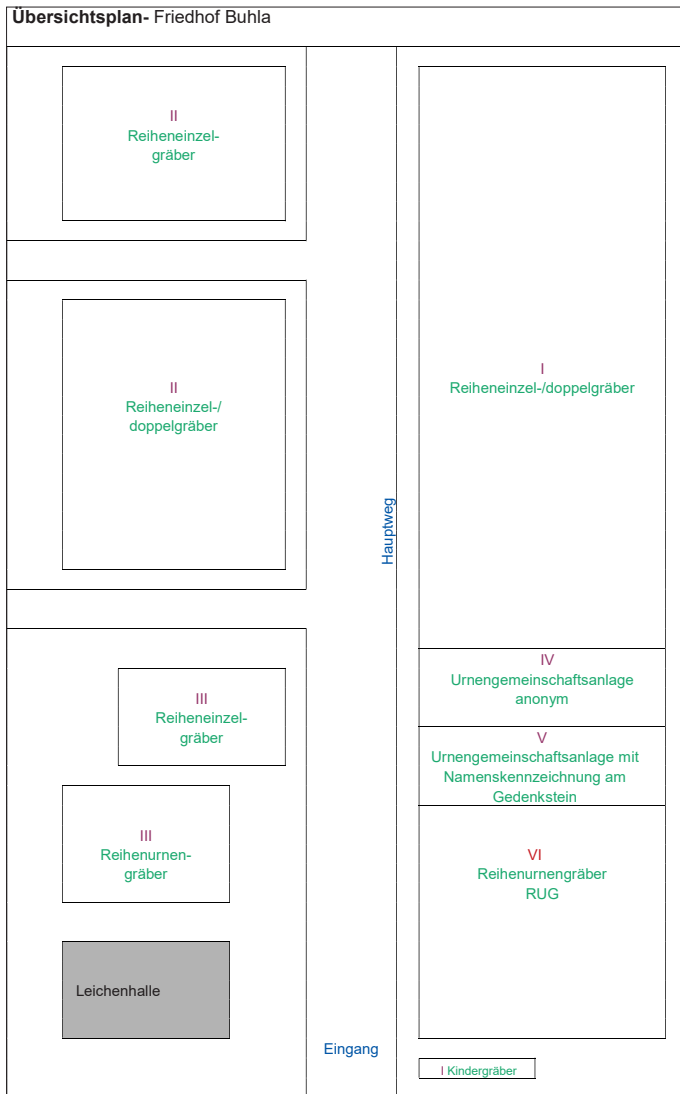 Übersichtsplan- Friedhof Buhla
II
Reiheneinzel-
gräber
II
Reiheneinzel-/
doppelgräber
III
Reiheneinzel-
gräber
III
Reihenurnen-
gräber
Leichenhalle
Hauptweg
Eingang
I
Reiheneinzel-/doppelgräber
IV
Urnengemeinschaftsanlage
anonym
V
Urnengemeinschaftsanlage mit
Namenskennzeichnung am
Gedenkstein
VI
Reihenurnengräber
RUG
I Kindergräber